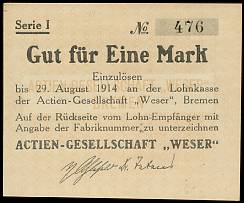 Serie I № 476
Gut für Eine Mark
Einzulösen
bis 29. August 1914 an der Lohnkasse
der Actien-Gesellschaft „Weser", Bremen
Auf der Rückseite vom Lohn-Empfänger mit
Angabe der Fabriknummer zu unterzeichnen
ACTIEN-GESELLSCHAFT „WESER"